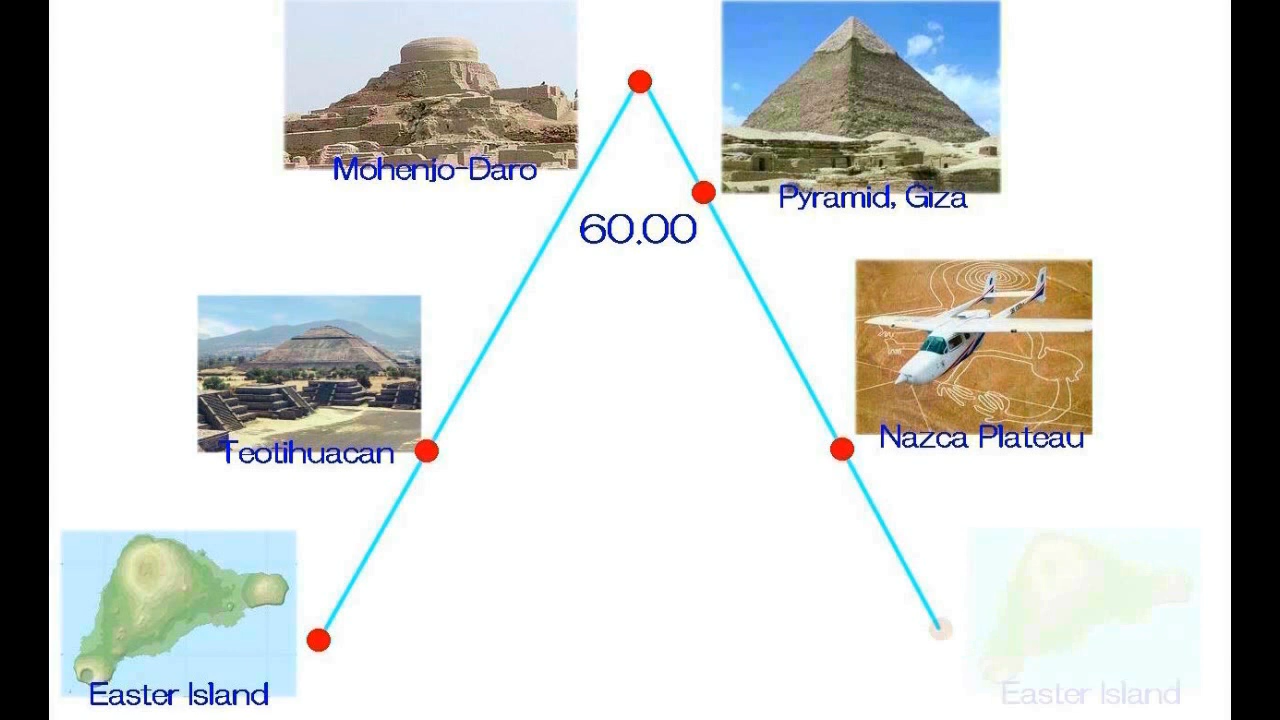 Mohenjo-Daro
Pyramid, Giza
60.00
Nazca Plateau
Teotihuacan
Easter Island
Easter Island